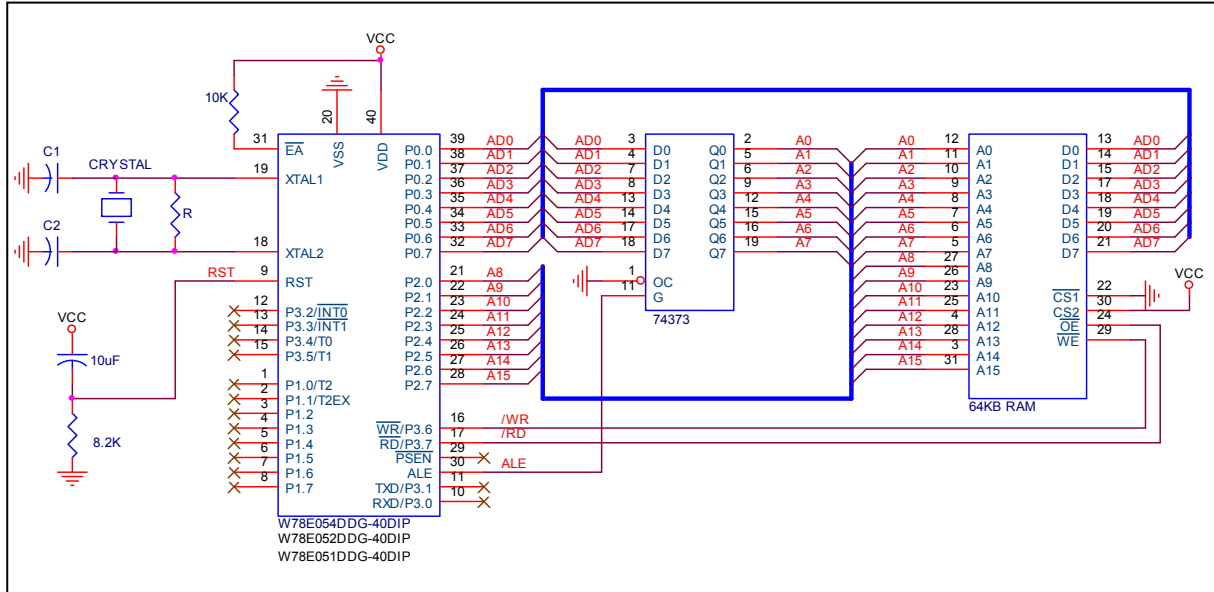 VCC
10K
20
40
31
EA
VSS
VDD
C1
CRYSTAL
19
XTAL1
R
C2
18
XTAL2
RST
9
RST
VCC
10uF
8.2K
12
P3.2/INT0
13
P3.3/INT1
14
P3.4/T0
15
P3.5/T1
1
P1.0/T2
2
P1.1/T2EX
3
P1.2
4
P1.3
5
P1.4
6
P1.5
7
P1.6
8
P1.7
P0.0
39
AD0
P0.1
38
AD1
P0.2
37
AD2
P0.3
36
AD3
P0.4
35
AD4
P0.5
34
AD5
P0.6
33
AD6
P0.7
32
AD7
P2.0
21
A8
P2.1
22
A9
P2.2
23
A10
P2.3
24
A11
P2.4
25
A12
P2.5
26
A13
P2.6
27
A14
P2.7
28
A15
WR/P3.6
16
/WR
RD/P3.7
17
/RD
PSEN
29
ALE
30
ALE
TXD/P3.1
11
RXD/P3.0
10
W78E054DDG-40DIP
W78E052DDG-40DIP
W78E051DDG-40DIP
AD0
3
D0
Q0
2
A0
AD1
4
D1
Q1
5
A1
AD2
7
D2
Q2
6
A2
AD3
8
D3
Q3
9
A3
AD4
13
D4
Q4
12
A4
AD5
14
D5
Q5
15
A5
AD6
17
D6
Q6
16
A6
AD7
18
D7
Q7
19
A7
1
OC
11
G
74373
A0
12
A0
A1
11
A1
A2
10
A2
A3
9
A3
A4
8
A4
A5
7
A5
A6
6
A6
A7
5
A7
A8
27
A8
A9
26
A9
A10
23
A10
A11
25
A11
A12
4
A12
A13
28
A13
A14
3
A14
A15
31
A15
D0
13
AD0
D1
14
AD1
D2
15
AD2
D3
17
AD3
D4
18
AD4
D5
19
AD5
D6
20
AD6
D7
21
AD7
VCC
CS1
22
CS2
30
OE
24
WE
29
64KB RAM